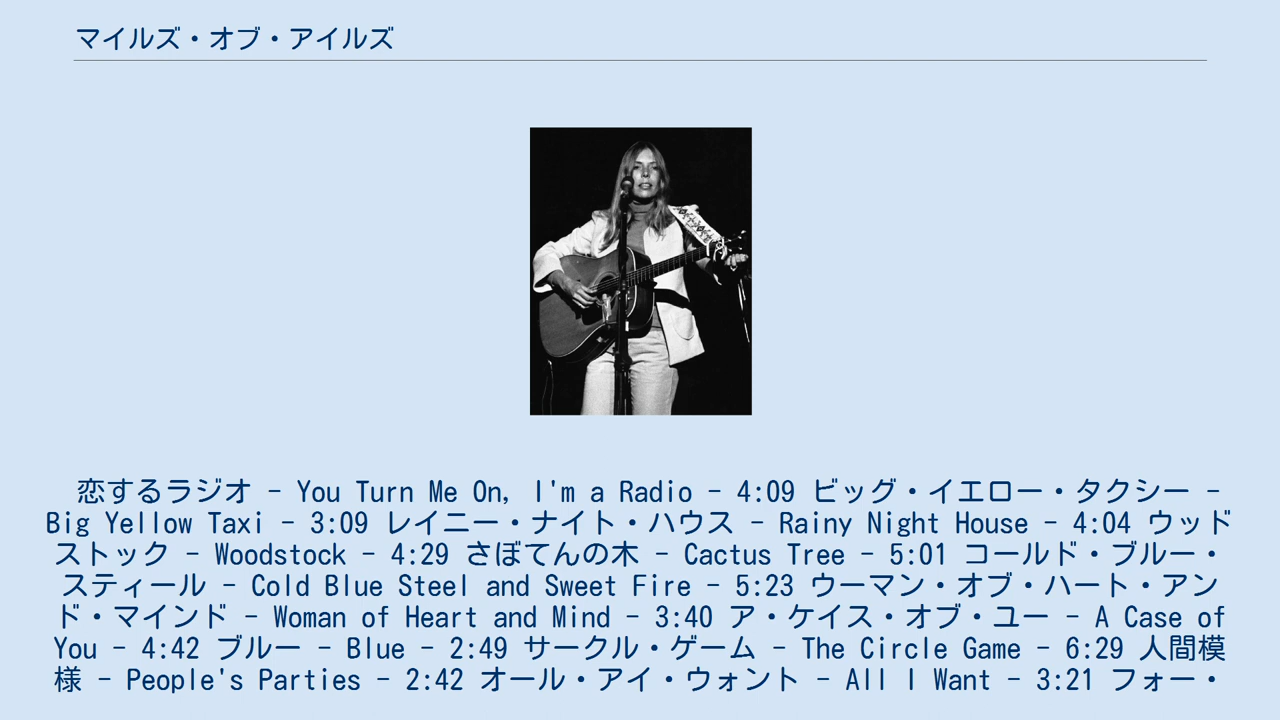 マイルズ・オブ・アイルズ
恋するラジオ - You Turn Me On, I'm a Radio - 4:09 ビッグ・イエロー・タクシー -
Big Yellow Taxi - 3:09 レイニー・ナイト・ハウス - Rainy Night House - 4:04 ウッド
ストック - Woodstock - 4:29 さぼてんの木 - Cactus Tree - 5:01 コールド・ブルー・
スティール - Cold Blue Steel and Sweet Fire - 5:23 ウーマン・オブ・ハート・アン
ド・マインド - Woman of Heart and Mind - 3:40 ア・ケイス・オブ・ユー - A Case of
You - 4:42 ブルー - Blue - 2:49 サークル・ゲーム - The Circle Game - 6:29 人間模
様 - People's Parties - 2:42 オール・アイ・ウォント - All I Want - 3:21 フォー・